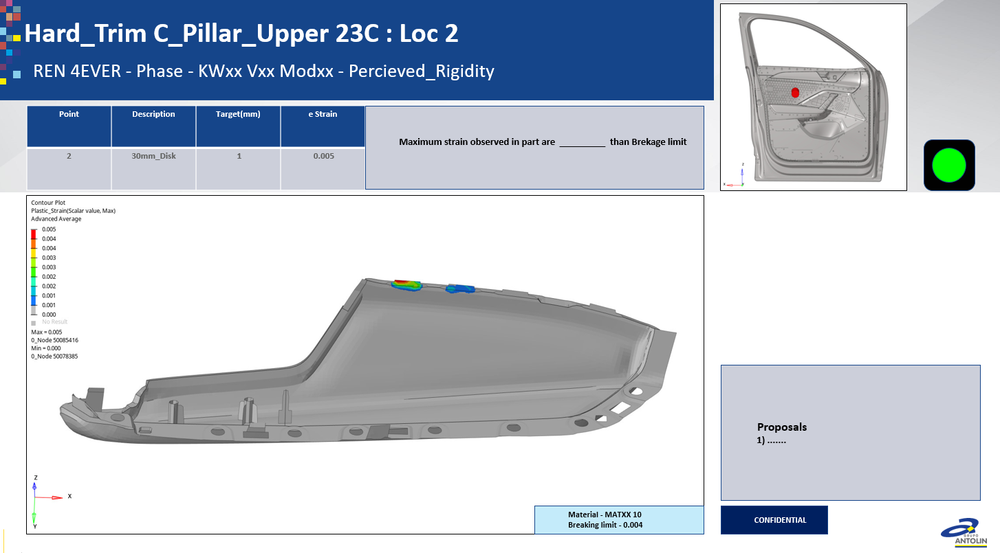 Hard_Trim C_Pillar_Upper 23C : Loc 2
REN 4EVER - Phase - KWxx Vxx Modxx - Percieved_Rigidity
Point Description Target(mm) e Strain
2 30mm_Disk 1 0.005
Maximum strain observed in part are _________ than Brekage limit
Z
X
Y
Contour Plot
Plastic_Strain(Scalar value, Max)
Advanced Average
0.005
0.004
0.004
0.003
0.003
0.002
0.002
0.001
0.001
0.000
No Result
Max = 0.005
0_Node 50085416
Min = 0.000
0_Node 50078385
Z
X
Y
Material - MATXX 10
Breaking limit - 0.004
Proposals
1) .......
CONFIDENTIAL
GRUPO
ANTOLIN